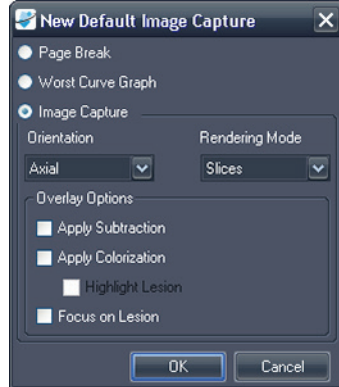 New Default Image Capture
Page Break
Worst Curve Graph
Image Capture
Orientation Rendering Mode
Axial Slices
Overlay Options
Apply Subtraction
Apply Colorization
Highlight Lesion
Focus on Lesion
OK Cancel